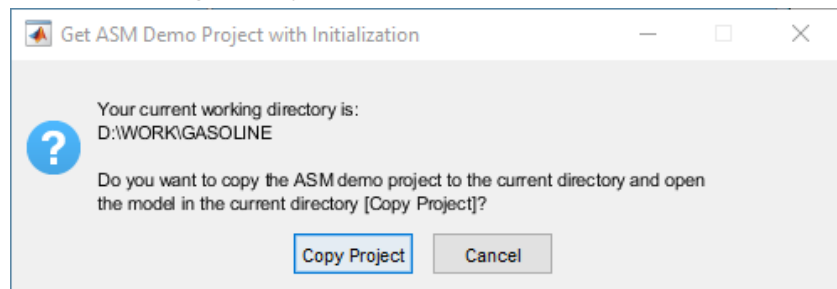 Get ASM Demo Project with Initialization
Your current working directory is:
D:\WORK\GASOLINE
?
Do you want to copy the ASM demo project to the current directory and open
the model in the current directory [Copy Project]?
Copy Project Cancel